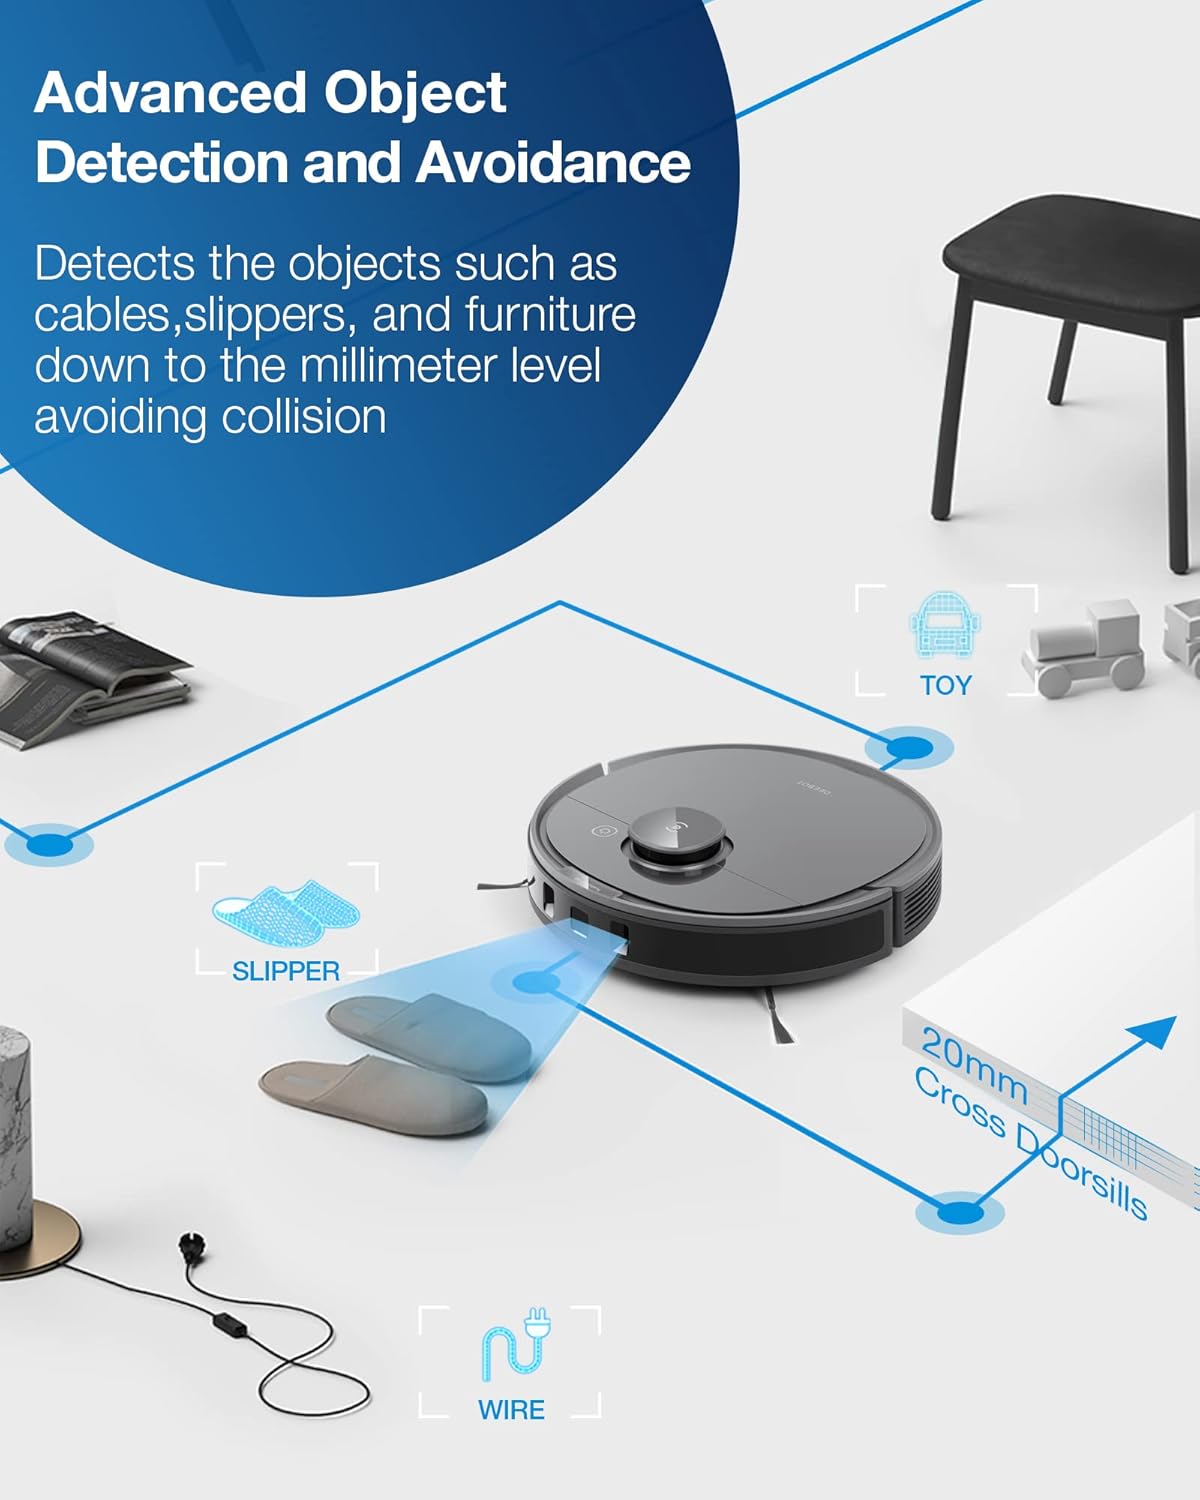 Advanced Object
Detection and Avoidance
Detects the objects such as
cables,slippers, and furniture
down to the millimeter level
avoiding collision
TOY
DEEBOT
SLIPPER
20mm
Cross Doorsills
WIRE